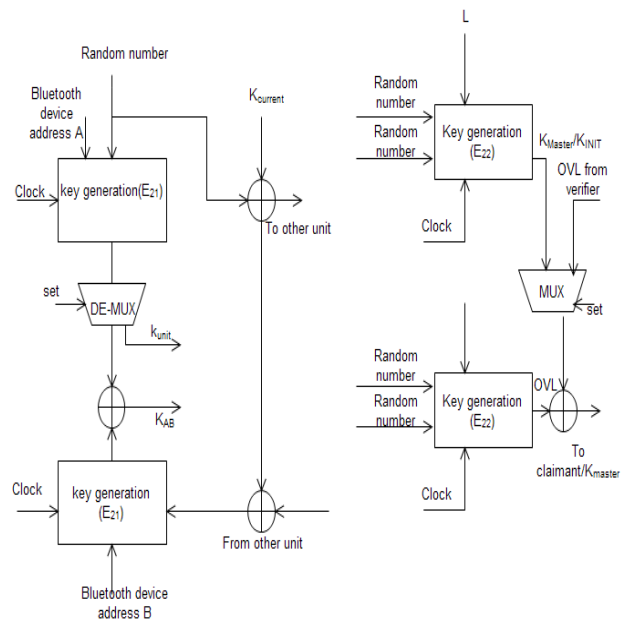 Random number
Bluetooth
device
address A
K_current
Clock
key generation(E21)
To other unit
set
DE-MUX
kunit
KAB
Clock
key generation
(E21)
From other unit
Bluetooth device
address B
L
Random
number
Random
number
Key generation
(E22)
KMaster/KINIT
OVL from
verifier
Clock
MUX
set
Random
number
Random
number
Key generation
(E22)
OVL
To
claimant/Kmaster
Clock